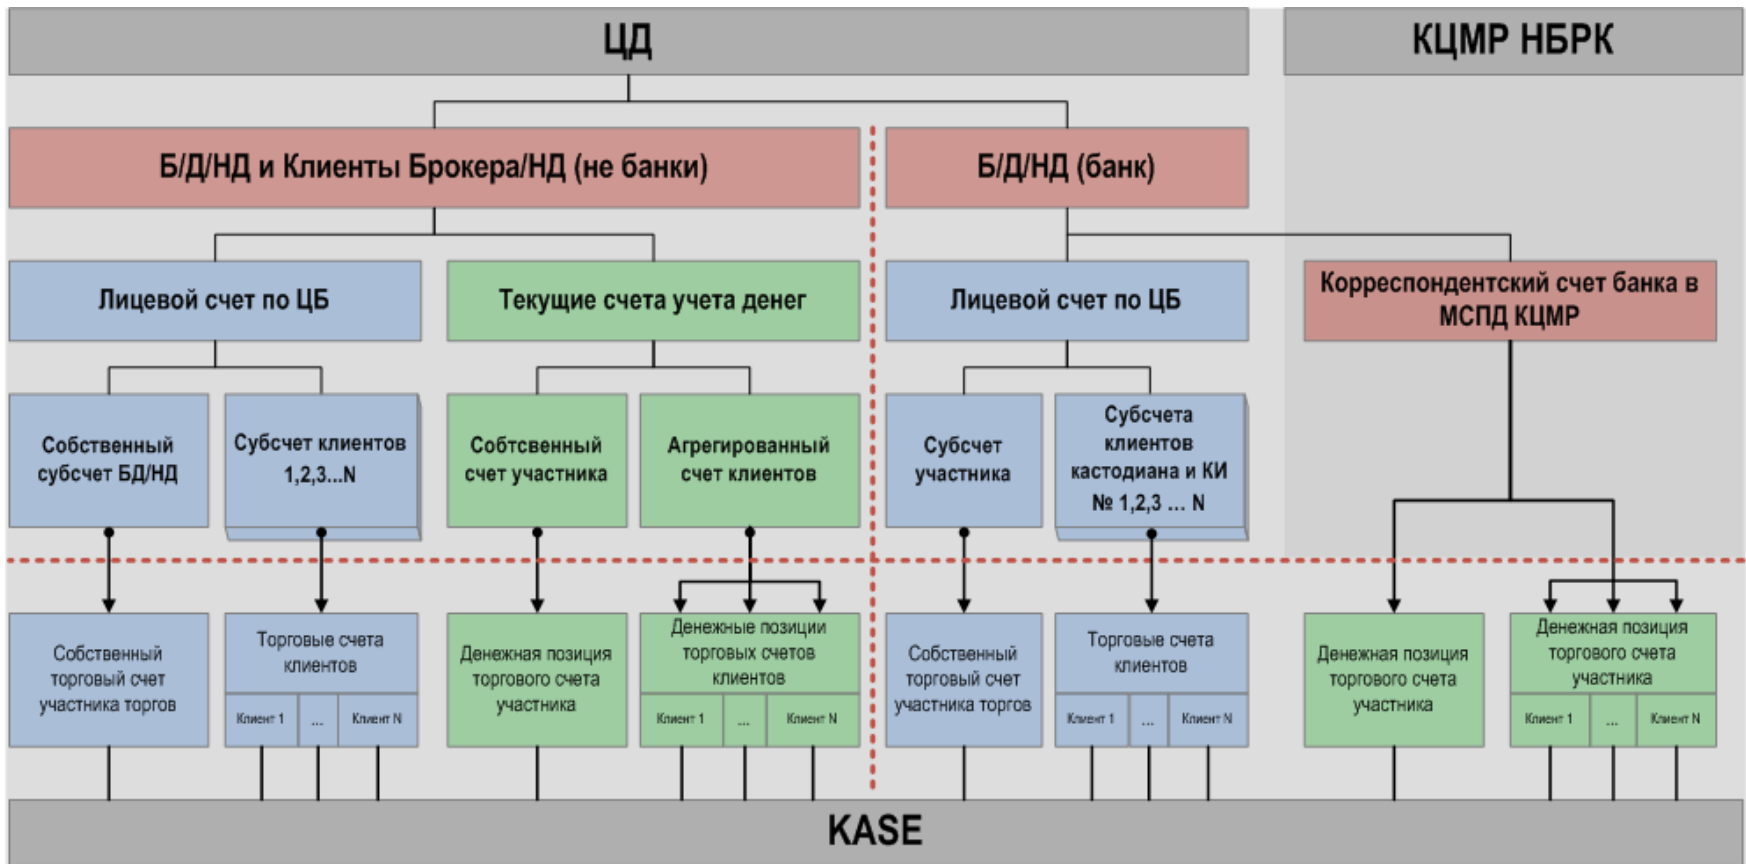 ЦД
КЦМР НБРК
Б/Д/НД и Клиенты Брокера/НД (не банки)
Б/Д/НД (банк)
Лицевой счет по ЦБ
Текущие счета учета денег
Лицевой счет по ЦБ
Корреспондентский счет банка в
МСПД КЦМР
Собственный
субсчет БД/НД
Субсчет клиентов
1,2,3...N
Собтсвенный
счет участника
Агрегированный
счет клиентов
Субсчет
участника
Субсчета
клиентов
кастодиана и КИ
№ 1,2,3 ... N
Собственный
торговый счет
участника торгов
Торговые счета
клиентов
Клиент 1
...
Клиент N
Денежная позиция
торгового счета
участника
Денежные позиции
торговых счетов
клиентов
Клиент 1
...
Клиент N
Собственный
торговый счет
участника торгов
Торговые счета
клиентов
Клиент 1
...
Клиент N
Денежная позиция
торгового счета
участника
Денежная позиция
торгового счета
участника
Клиент 1
...
Клиент N
KASE